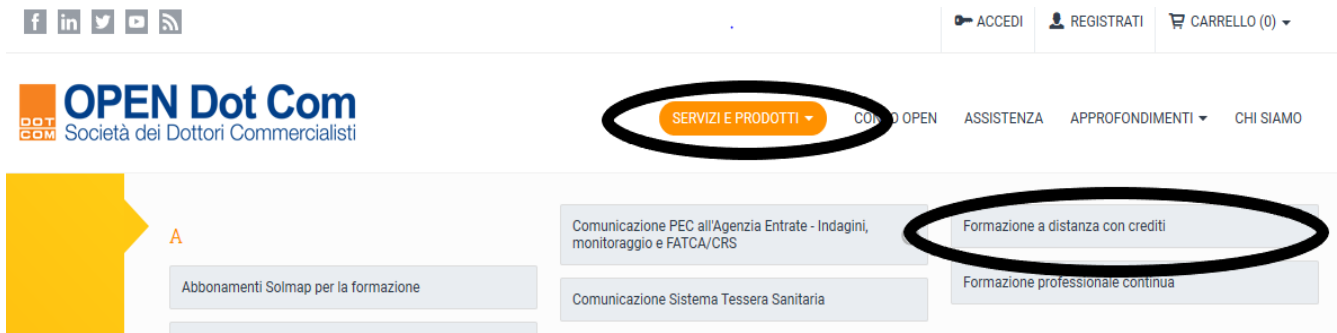 ACCEDI
REGISTRATI
CARRELLO (0)
DOT
COM
OPEN Dot Com
Società dei Dottori Commercialisti
SERVIZI E PRODOTTI
OPEN
ASSISTENZA
APPROFONDIMENTI
CHI SIAMO
A
Abbonamenti Solmap per la formazione
Comunicazione PEC all'Agenzia Entrate - Indagini,
monitoraggio e FATCA/CRS
Comunicazione Sistema Tessera Sanitaria
Formazione a distanza con crediti
Formazione professionale continua